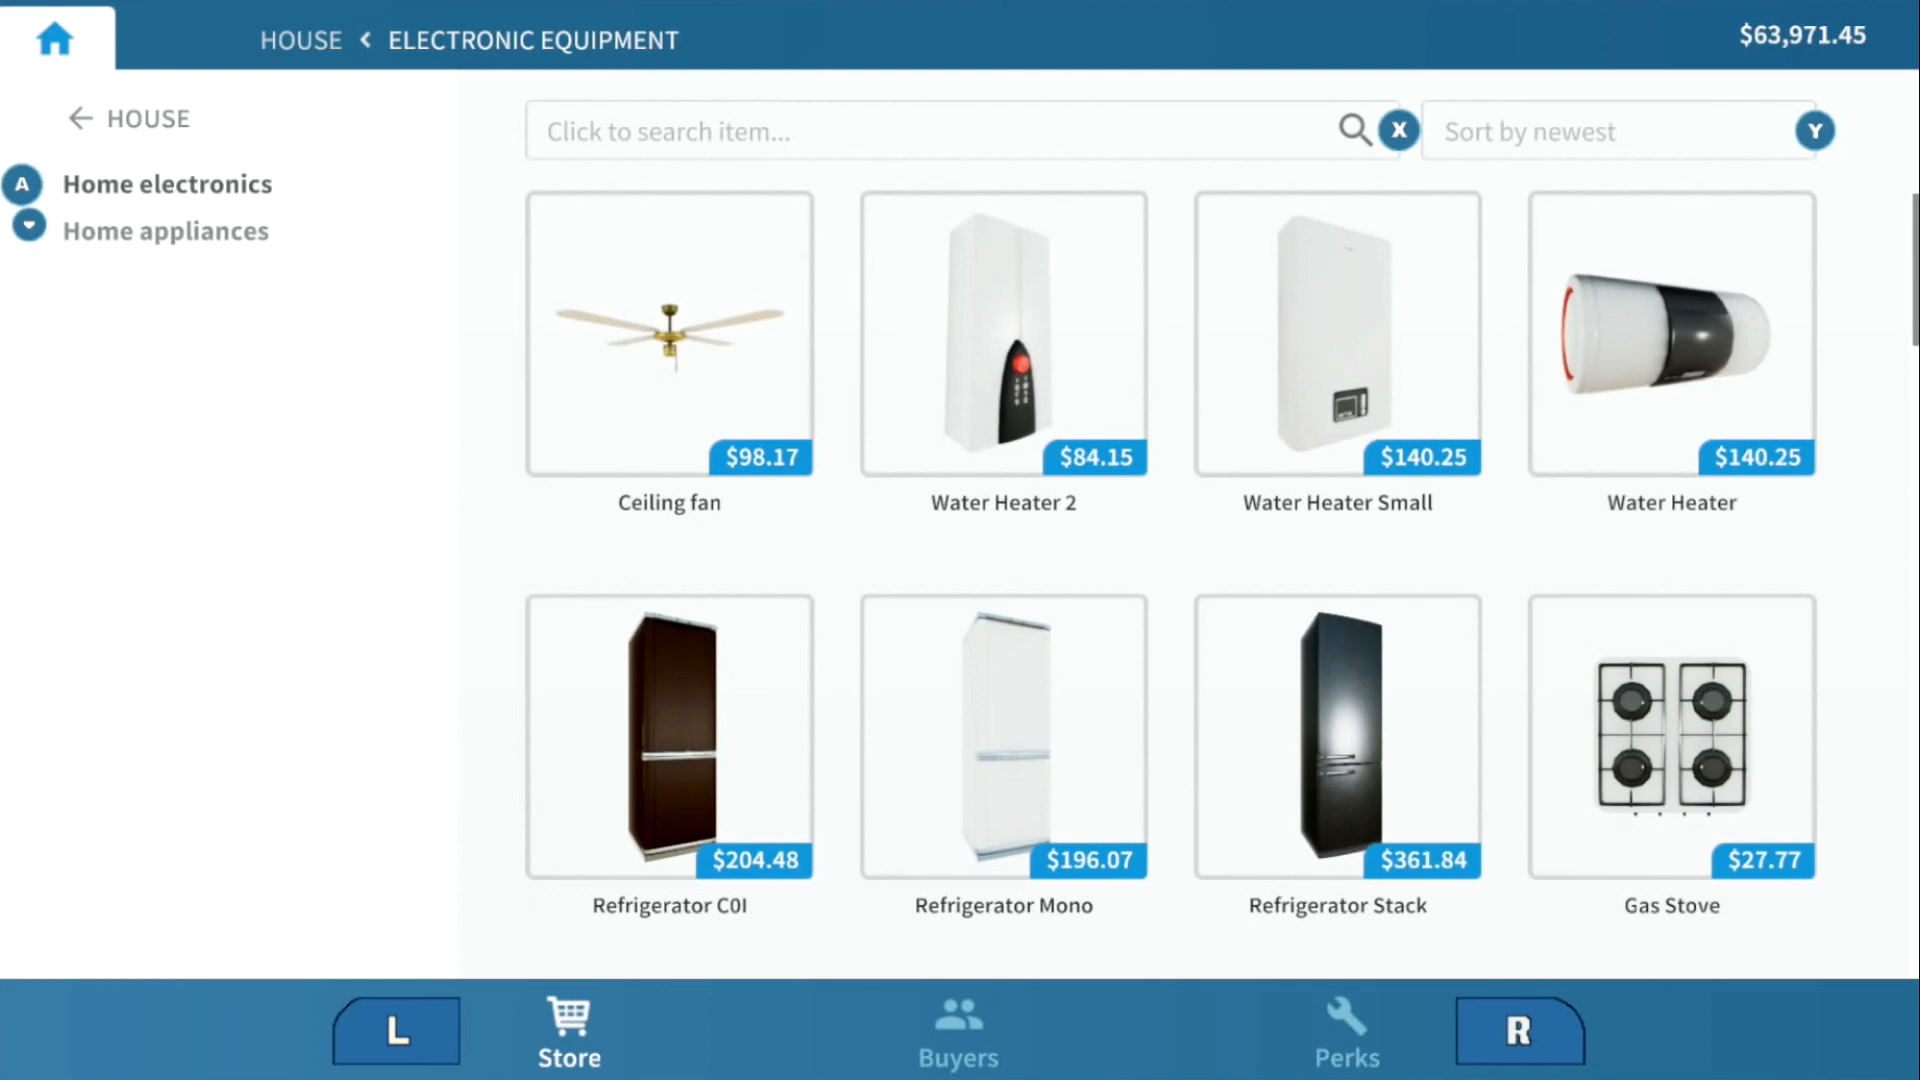 HOUSE < ELECTRONIC EQUIPMENT
$63,971.45
← HOUSE
A Home electronics
Home appliances
Click to search item... X
Sort by newest Y
$98.17
$84.15
$140.25
$140.25
Ceiling fan
Water Heater 2
Water Heater Small
Water Heater
$204.48
$196.07
$361.84
$27.77
Refrigerator C0I
Refrigerator Mono
Refrigerator Stack
Gas Stove
L
Store
Buyers
Perks
R